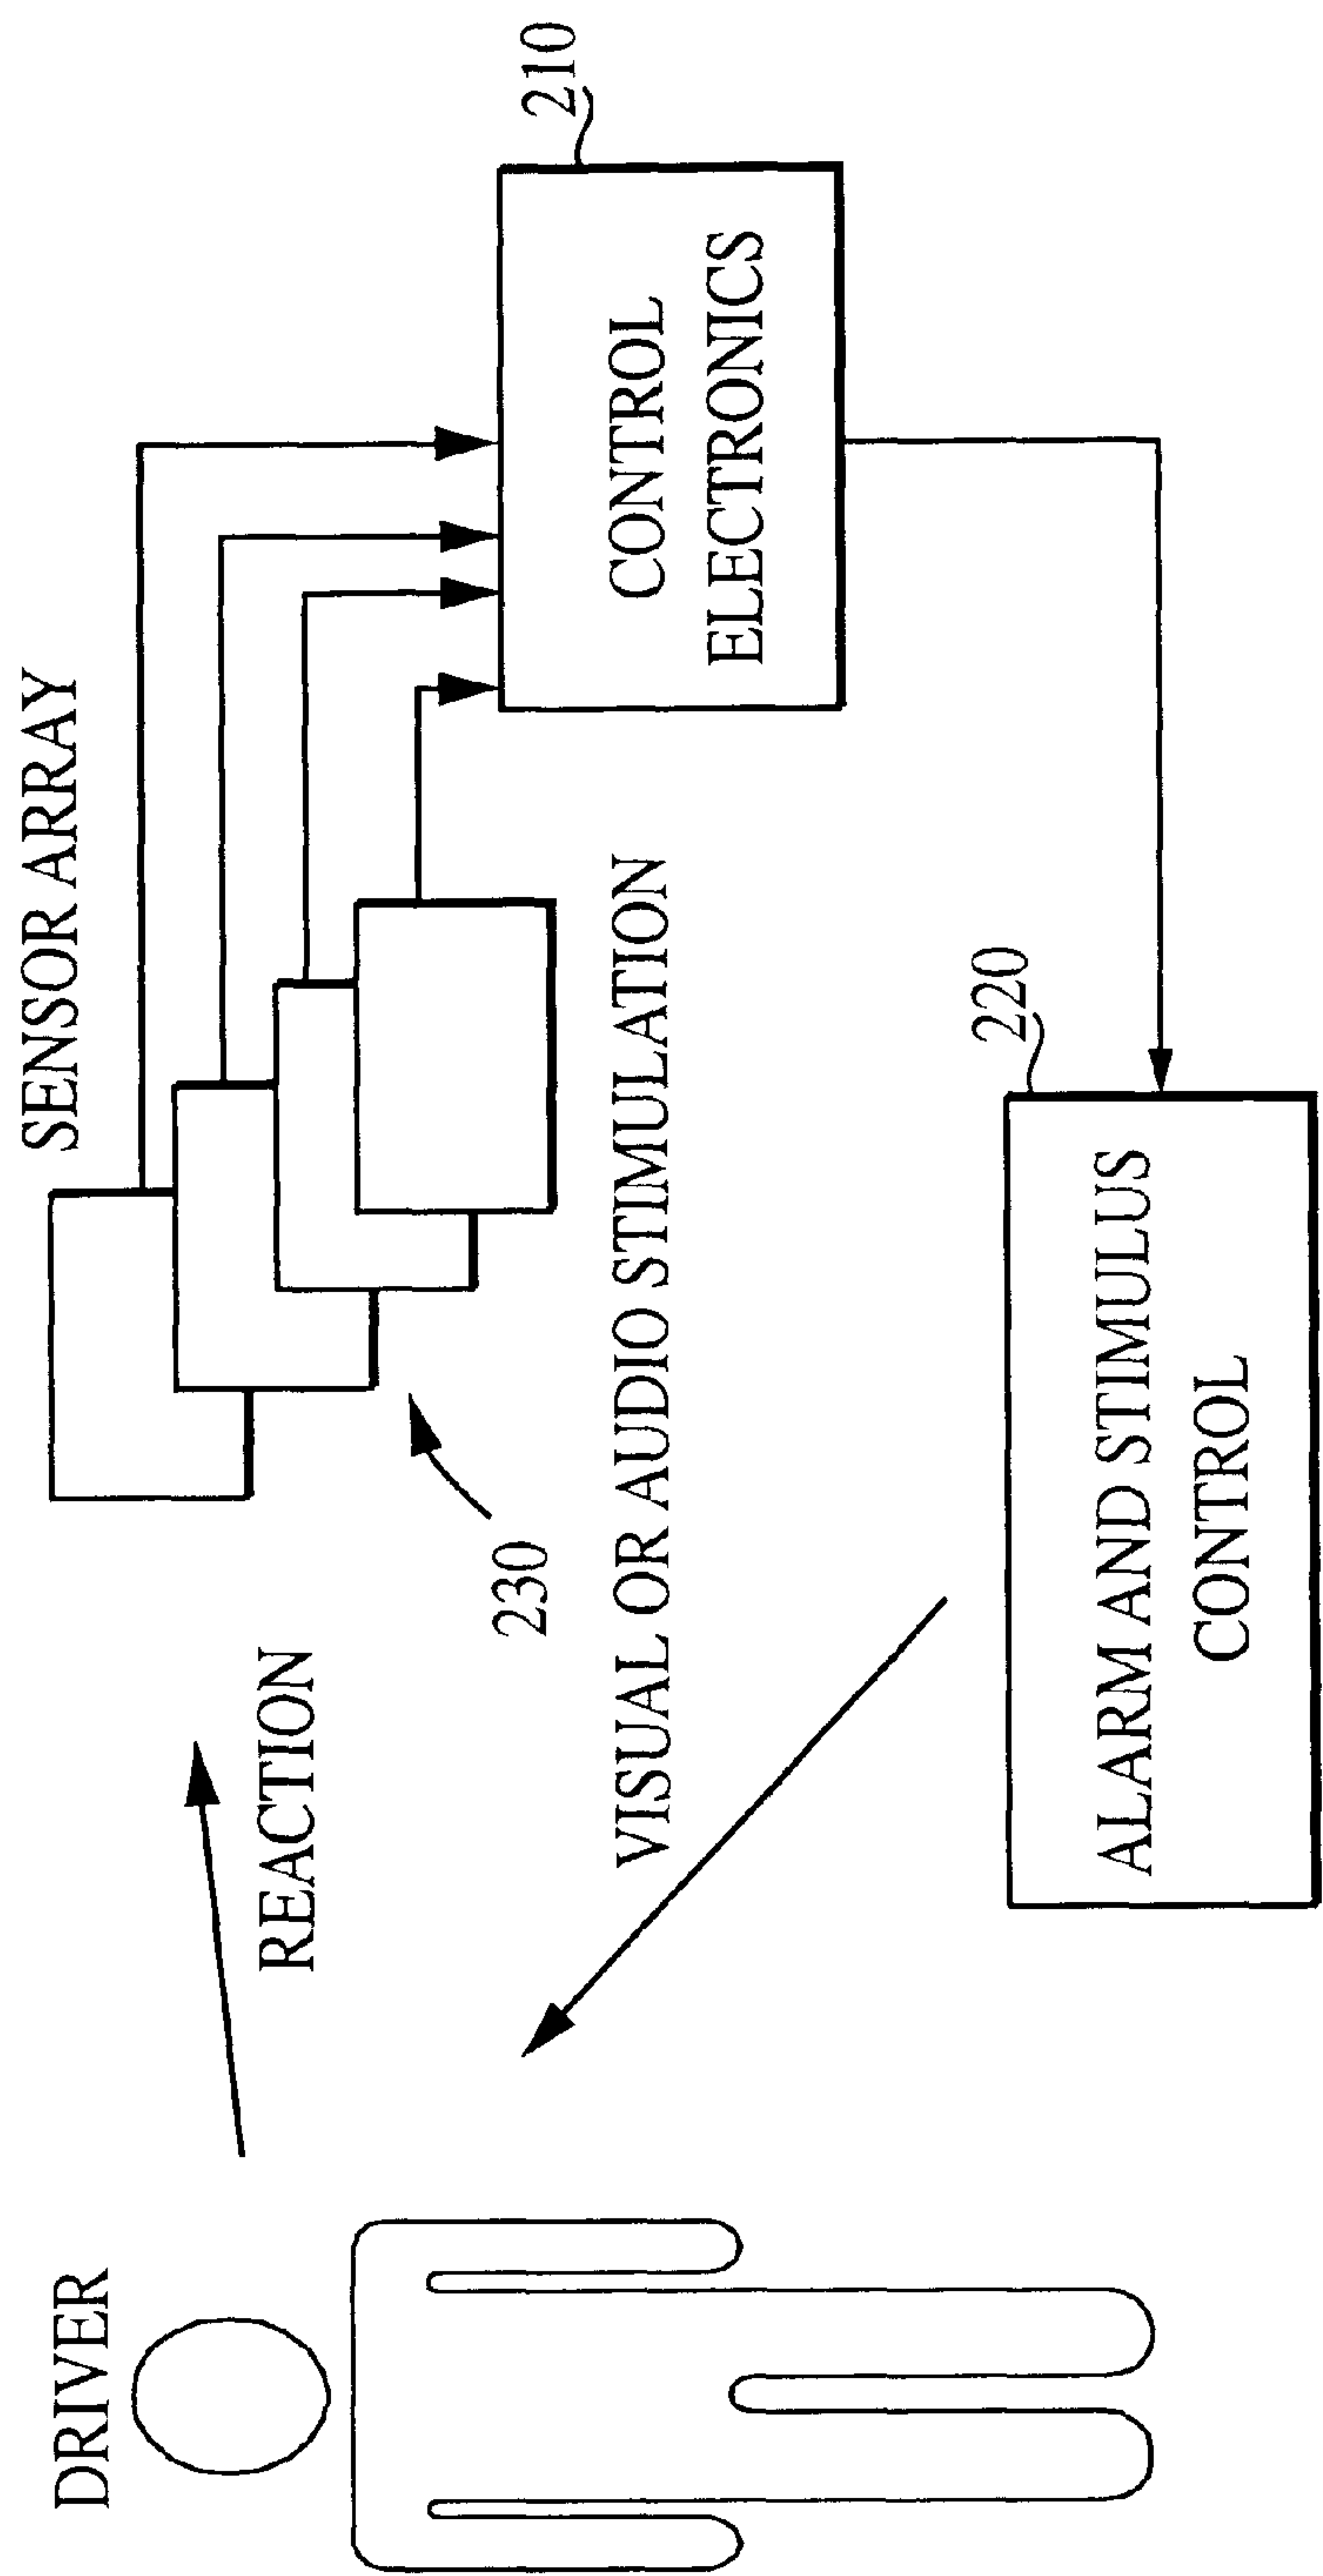 DRIVER
REACTION
SENSOR ARRAY
230
VISUAL OR AUDIO STIMULATION
210
CONTROL
ELECTRONICS
220
ALARM AND STIMULUS
CONTROL